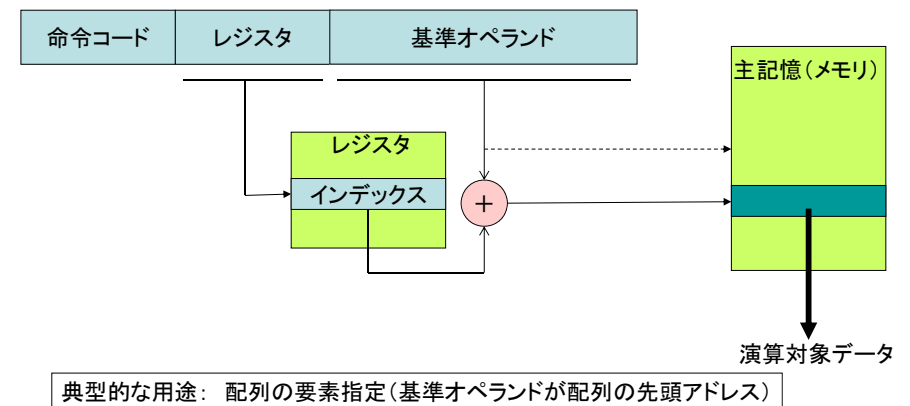 命令コード
レジスタ
基準オペランド
主記憶(メモリ)
レジスタ
インデックス
+
演算対象データ
典型的な用途: 配列の要素指定(基準オペランドが配列の先頭アドレス)